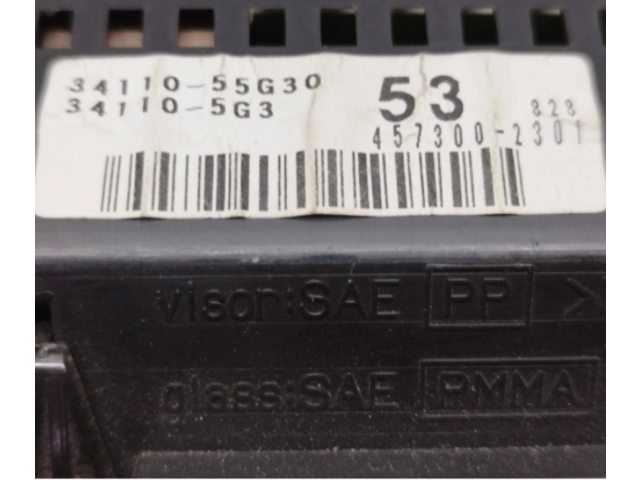 34110-55G30 53
34110-5G3 828
457300-2301
visor:SAE PP >
glass:SAE PMMA